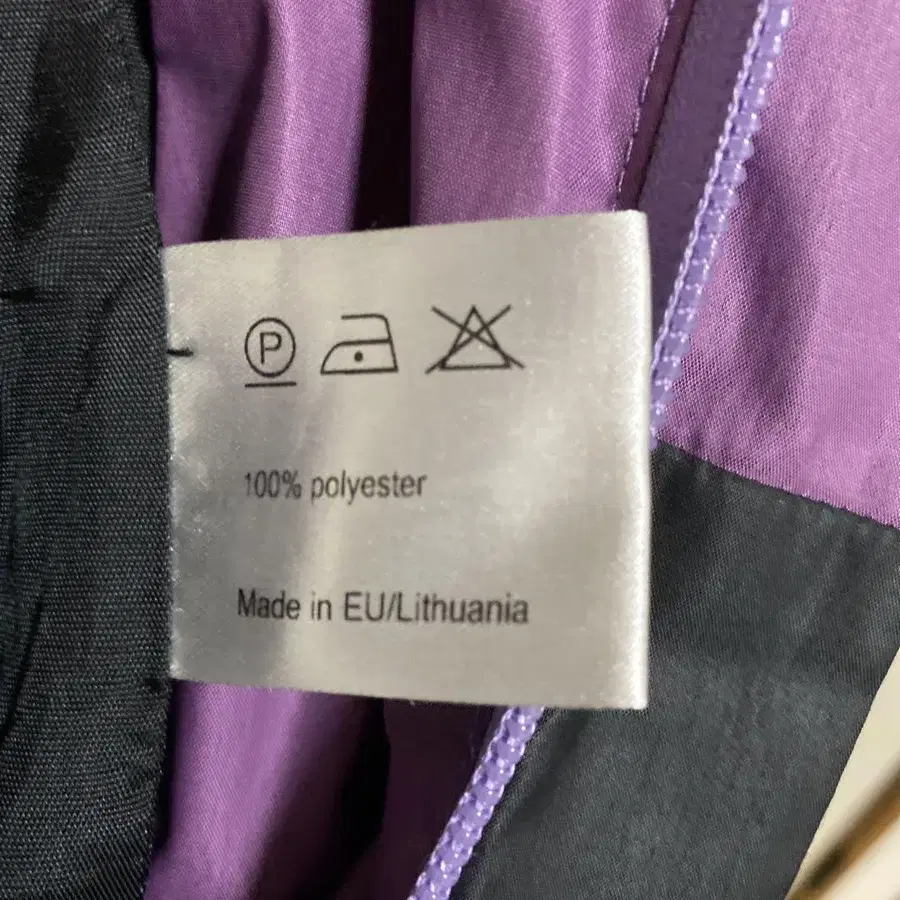 P
100% polyester
Made in EU/Lithuania